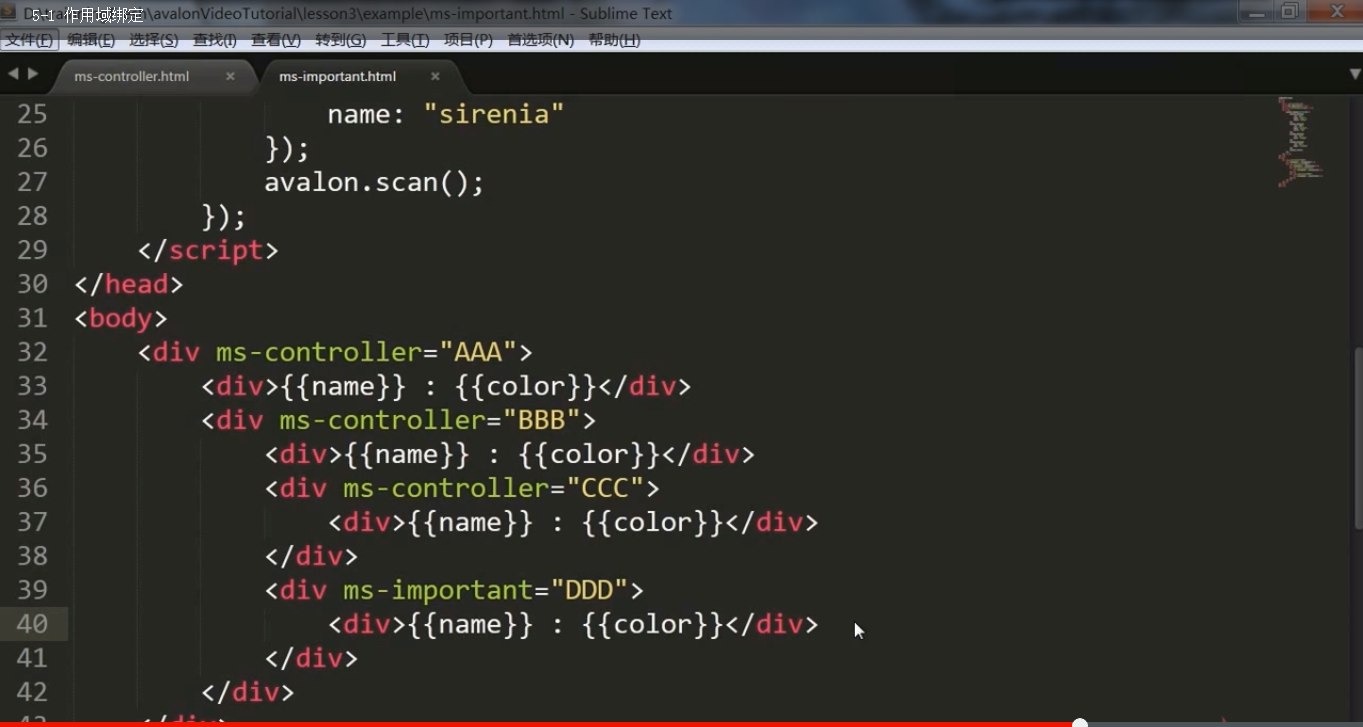 5-1 作用域绑定
\avalonVideoTutorial\lesson3\example\ms-important.html - Sublime Text
文件(F) 编辑(E) 选择(S) 查找(I) 查看(V) 转到(G) 工具(T) 项目(P) 首选项(N) 帮助(H)
ms-controller.html × ms-important.html ×
25 name: "sirenia"
26 });
27 avalon.scan();
28 });
29 </script>
30 </head>
31 <body>
32 <div ms-controller="AAA">
33 <div>{{name}} : {{color}}</div>
34 <div ms-controller="BBB">
35 <div>{{name}} : {{color}}</div>
36 <div ms-controller="CCC">
37 <div>{{name}} : {{color}}</div>
38 </div>
39 <div ms-important="DDD">
40 <div>{{name}} : {{color}}</div>
41 </div>
42 </div>